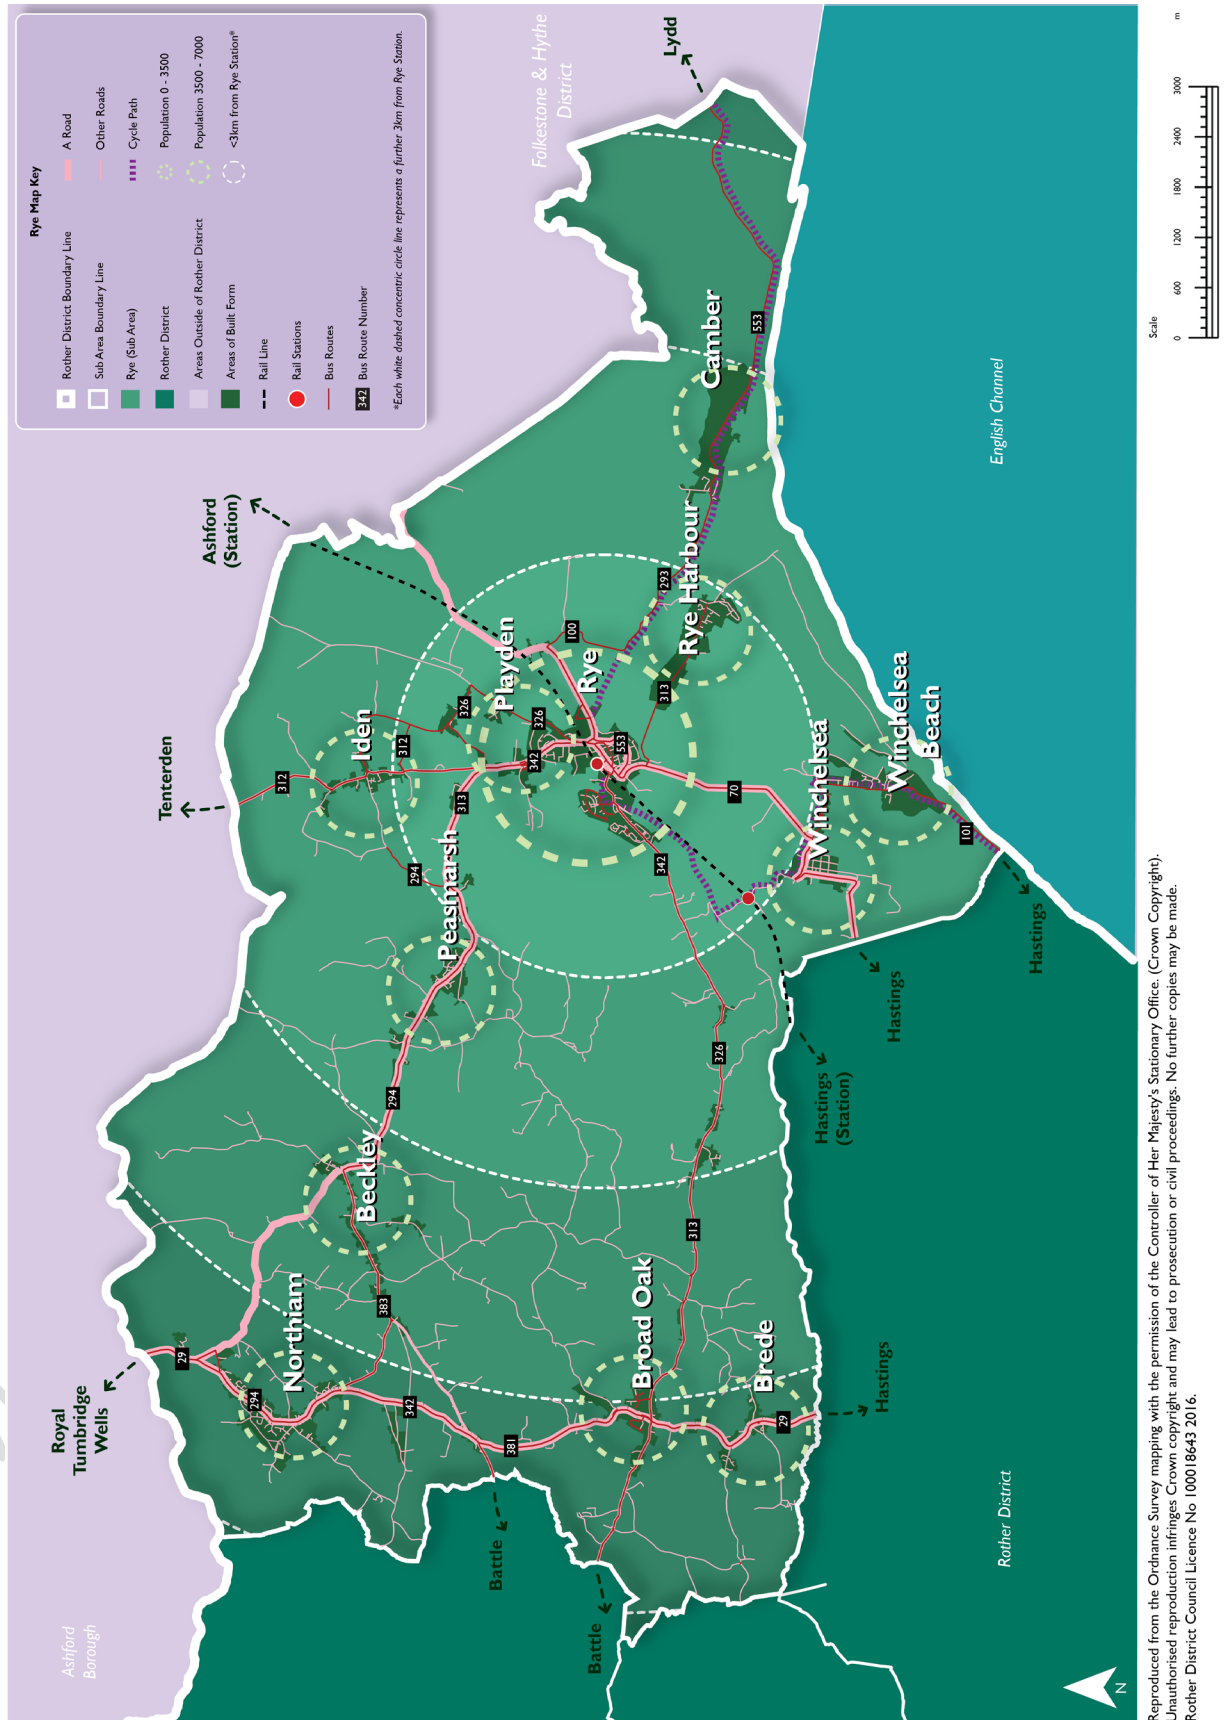 Rye Map Key
Rother District Boundary Line
Sub Area Boundary Line
Rye (Sub Area)
Rother District
Areas Outside of Rother District
Areas of Built Form
Rail Line
Rail Stations
Bus Routes
342
Bus Route Number
A Road
Other Roads
Cycle Path
Population 0 - 3500
Population 3500 - 7000
<3km from Rye Station*
*Each white dashed concentric circle line represents a further 3km from Rye Station.
Ashford
Borough
Royal
Tumbridge
Wells
Tenterden
Ashford
(Station)
Folkestone & Hythe
District
Lydd
29
294
Northiam
383
342
381
Beckley
294
Peasmarsh
294
313
312
Iden
312
326
Playden
326
342
100
Rye
553
293
Rye Harbour
313
Camber
553
70
342
326
313
Broad Oak
Brede
29
Winchelsea
Winchelsea
Beach
101
Battle
Battle
Hastings
Hastings
(Station)
Hastings
Hastings
English Channel
Rother District
N
Scale
0
600
1200
1800
2400
3000
m
Reproduced from the Ordnance Survey mapping with the permission of the Controller of Her Majesty's Stationary Office. (Crown Copyright).
Unauthorised reproduction infringes Crown copyright and may lead to prosecution or civil proceedings. No further copies may be made.
Rother District Council Licence No 100018643 2016.